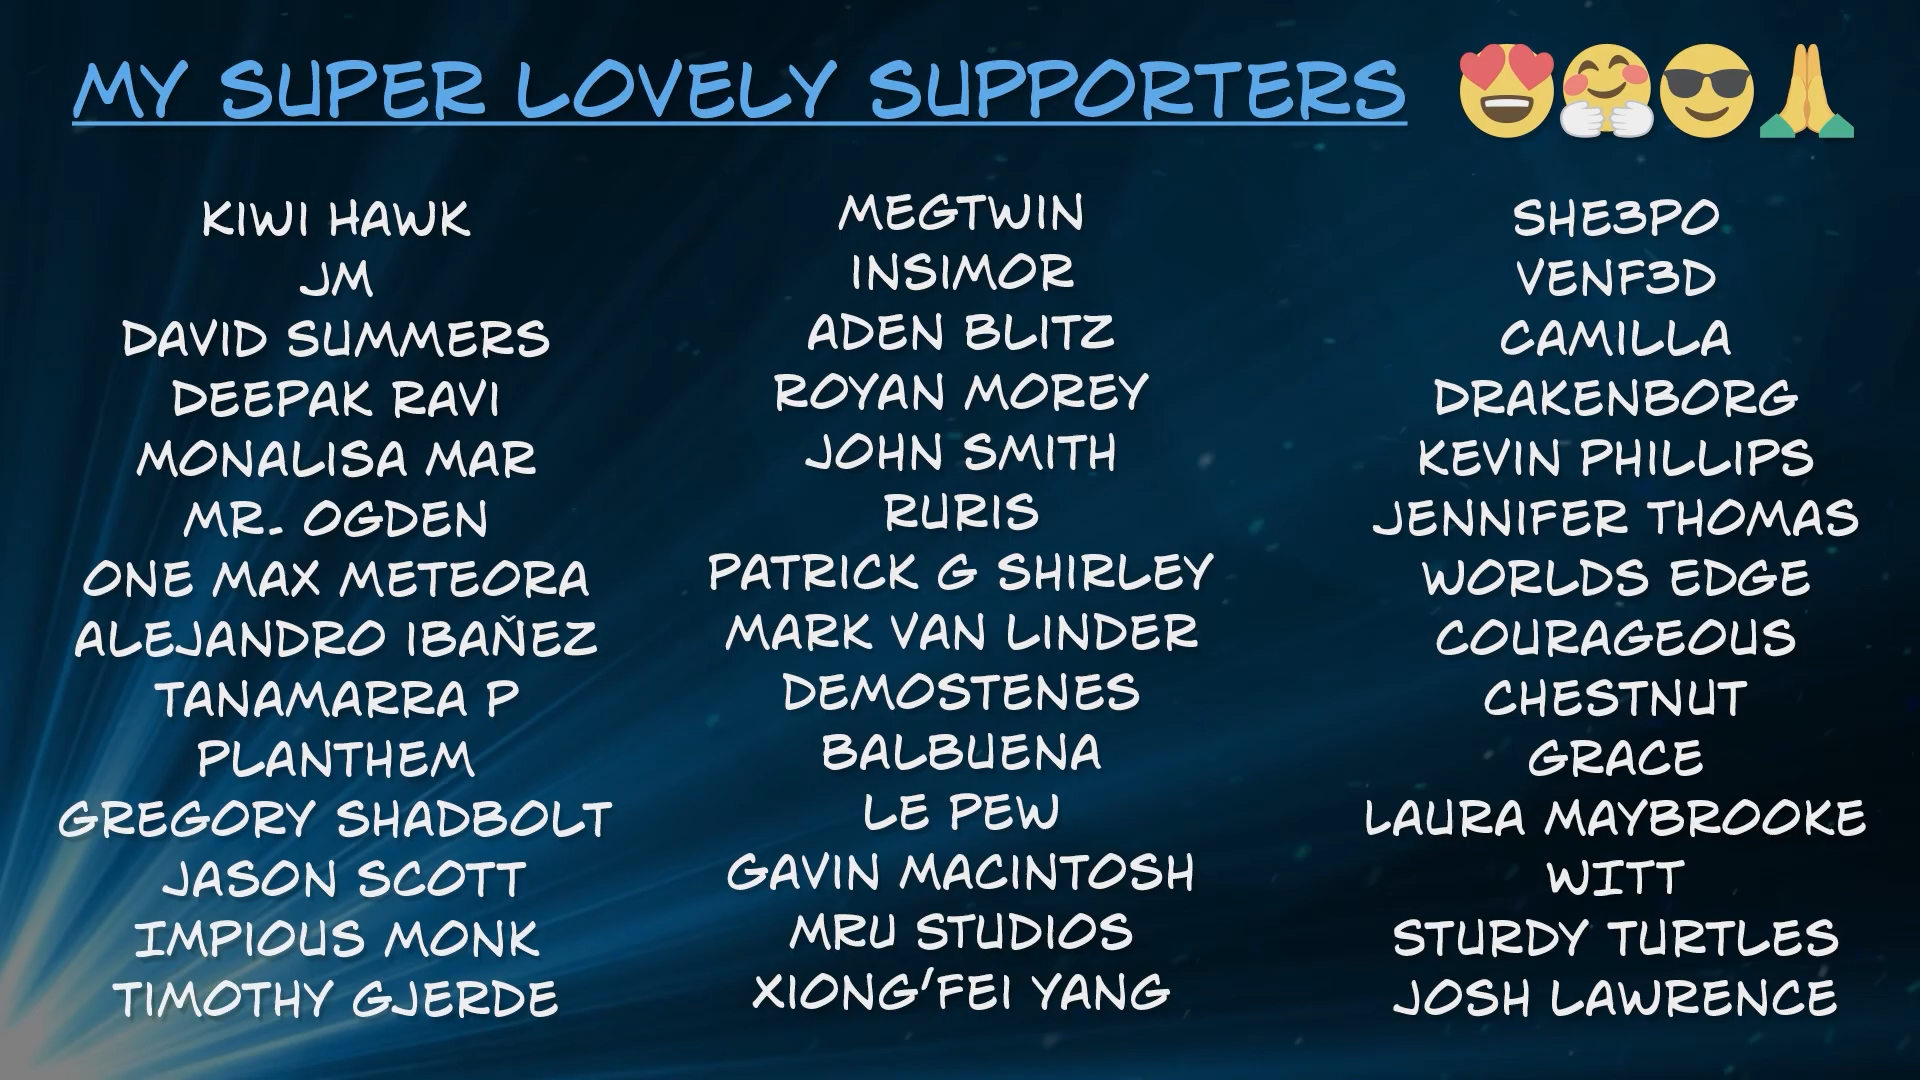 MY SUPER LOVELY SUPPORTERS 😍🤗😎🙏
KIWI HAWK
JM
DAVID SUMMERS
DEEPAK RAVI
MONALISA MAR
MR. OGDEN
ONE MAX METEORA
ALEJANDRO IBAŇEZ
TANAMARRA P
PLANTHEM
GREGORY SHADBOLT
JASON SCOTT
IMPIOUS MONK
TIMOTHY GJERDE
MEGTWIN
INSIMOR
ADEN BLITZ
ROYAN MOREY
JOHN SMITH
RURIS
PATRICK G SHIRLEY
MARK VAN LINDER
DEMOSTENES
BALBUENA
LE PEW
GAVIN MACINTOSH
MRU STUDIOS
XIONG'FEI YANG
SHE3PO
VENF3D
CAMILLA
DRAKENBORG
KEVIN PHILLIPS
JENNIFER THOMAS
WORLDS EDGE
COURAGEOUS
CHESTNUT
GRACE
LAURA MAYBROOKE
WITT
STURDY TURTLES
JOSH LAWRENCE